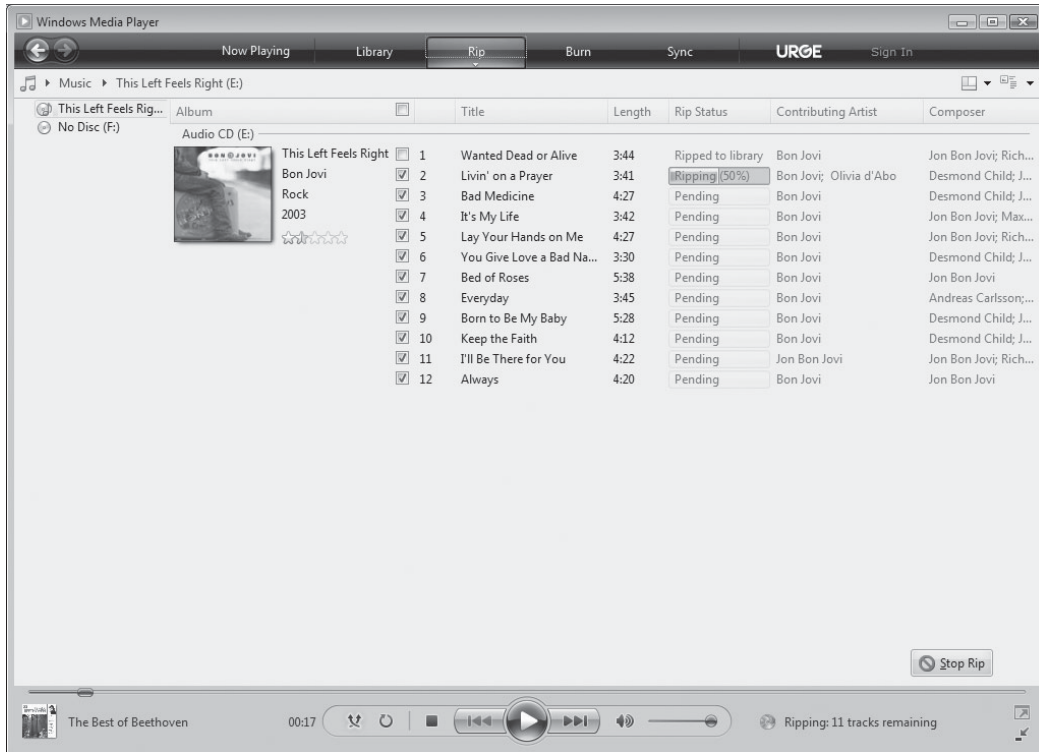 Windows Media Player
Now Playing Library Rip Burn Sync URGE Sign In
Music ▸ This Left Feels Right (E:)
This Left Feels Rig...
No Disc (F:)
Album Title Length Rip Status Contributing Artist Composer
Audio CD (E:)
BON JOVI
This Left Feels Right
Bon Jovi
Rock
2003
1 Wanted Dead or Alive 3:44 Ripped to library Bon Jovi Jon Bon Jovi; Rich...
2 Livin' on a Prayer 3:41 Ripping (50%) Bon Jovi; Olivia d'Abo Desmond Child; J...
3 Bad Medicine 4:27 Pending Bon Jovi Desmond Child; J...
4 It's My Life 3:42 Pending Bon Jovi Jon Bon Jovi; Max...
5 Lay Your Hands on Me 4:27 Pending Bon Jovi Jon Bon Jovi; Rich...
6 You Give Love a Bad Na... 3:30 Pending Bon Jovi Desmond Child; J...
7 Bed of Roses 5:38 Pending Bon Jovi Jon Bon Jovi
8 Everyday 3:45 Pending Bon Jovi Andreas Carlsson;...
9 Born to Be My Baby 5:28 Pending Bon Jovi Desmond Child; J...
10 Keep the Faith 4:12 Pending Bon Jovi Desmond Child; J...
11 I'll Be There for You 4:22 Pending Jon Bon Jovi Jon Bon Jovi; Rich...
12 Always 4:20 Pending Bon Jovi Jon Bon Jovi
Stop Rip
The Best of Beethoven 00:17 Ripping: 11 tracks remaining